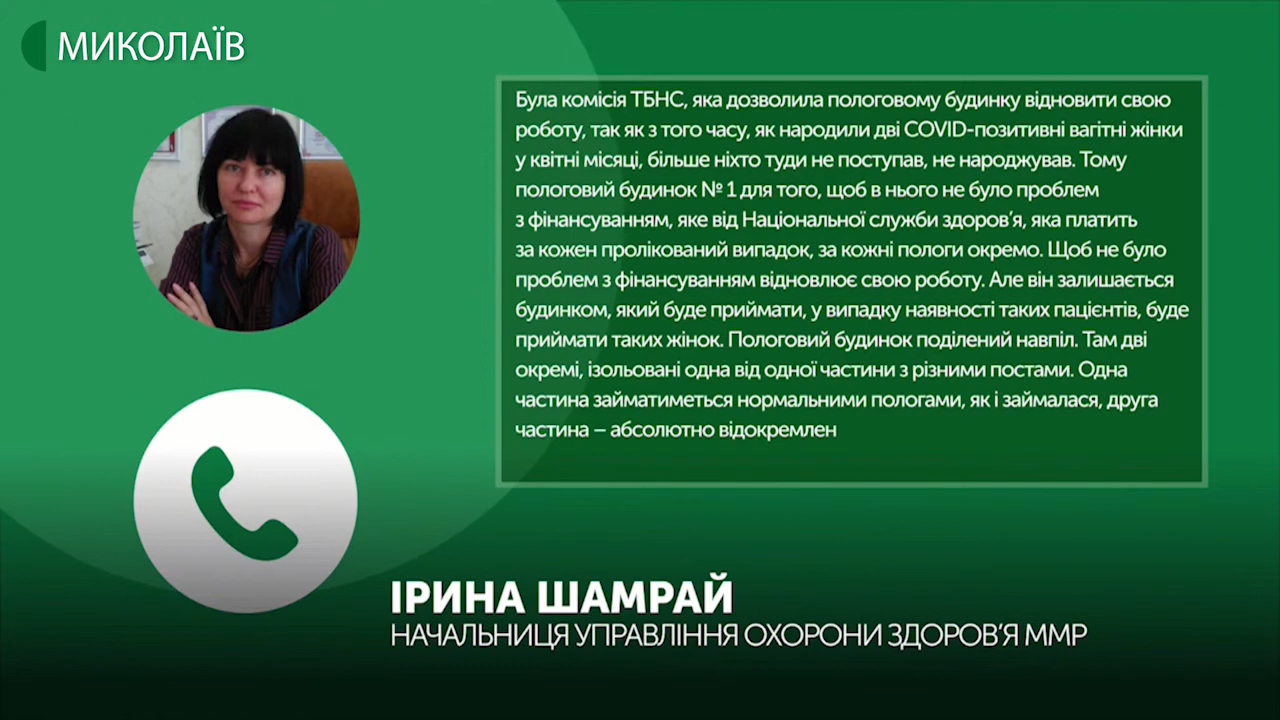 МИКОЛАЇВ
Була комісія ТБНС, яка дозволила пологовому будинку відновити свою
роботу, так як з того часу, як народили дві COVID-позитивні вагітні жінки
у квітні місяці, більше ніхто туди не поступав, не народжував. Тому
пологовий будинок № 1 для того, щоб в нього не було проблем
з фінансуванням, яке від Національної служби здоров’я, яка платить
за кожен пролікований випадок, за кожні пологи окремо. Щоб не було
проблем з фінансуванням відновлює свою роботу. Але він залишається
будинком, який буде приймати, у випадку наявності таких пацієнтів, буде
приймати таких жінок. Пологовий будинок поділений навпіл. Там дві
окремі, ізольовані одна від одної частини з різними постами. Одна
частина займатиметься нормальними пологами, як і займалася, друга
частина – абсолютно відокремлен
ІРИНА ШАМРАЙ
НАЧАЛЬНИЦЯ УПРАВЛІННЯ ОХОРОНИ ЗДОРОВ’Я ММР